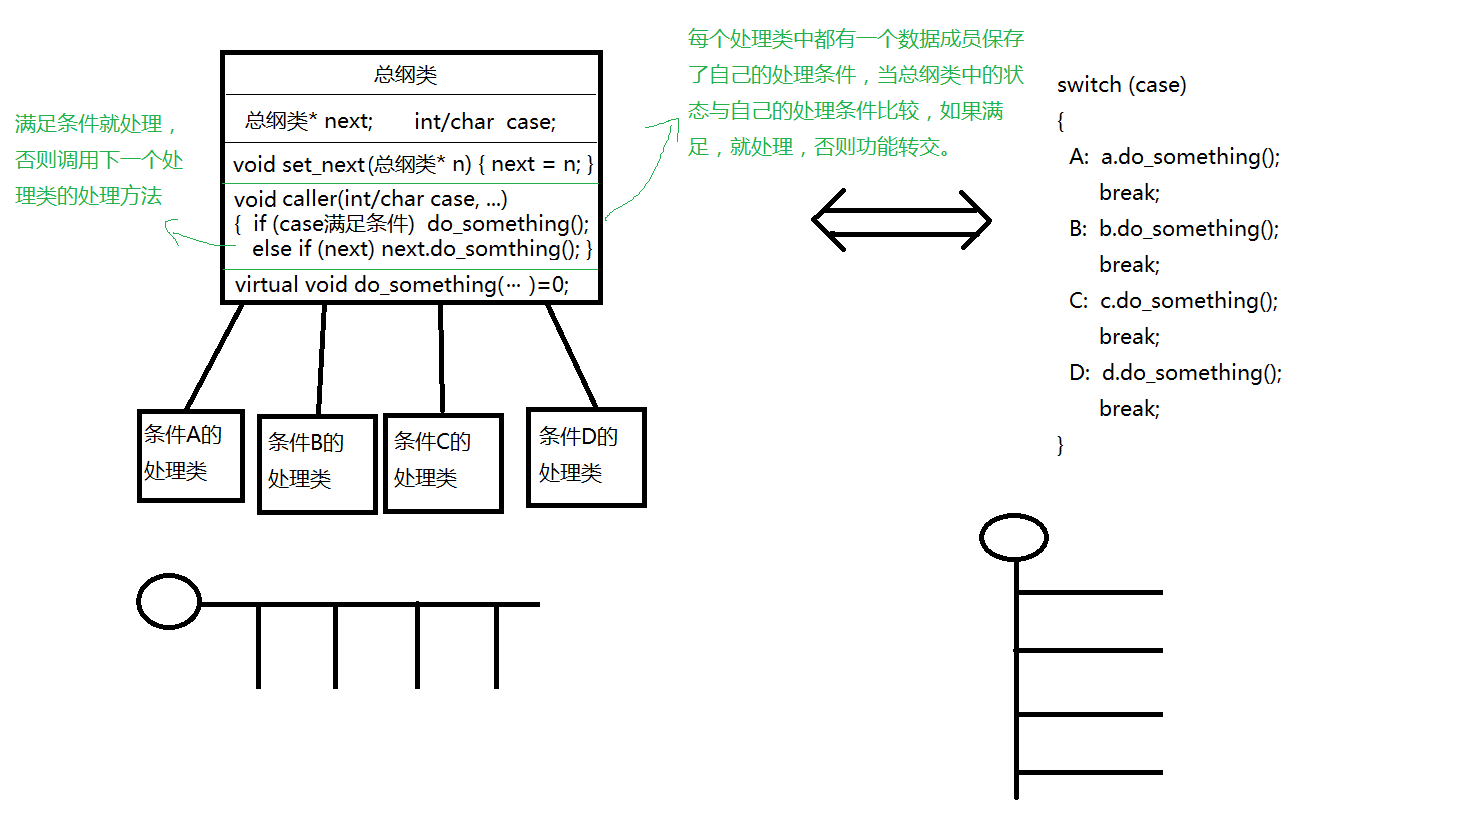 满足条件就处理，
否则调用下一个处
理类的处理方法
总纲类
总纲类* next;    int/char  case;
void set_next(总纲类* n) { next = n; }
void caller(int/char case, ...)
{  if (case满足条件)  do_something();
else if (next) next.do_somthing(); }
virtual void do_something(··· )=0;
条件A的
处理类
条件B的
处理类
条件C的
处理类
条件D的
处理类
每个处理类中都有一个数据成员保存
了自己的处理条件，当总纲类中的状
态与自己的处理条件比较，如果满
足，就处理，否则功能转交。
switch (case)
{
A:  a.do_something();
break;
B:  b.do_something();
break;
C:  c.do_something();
break;
D:  d.do_something();
break;
}